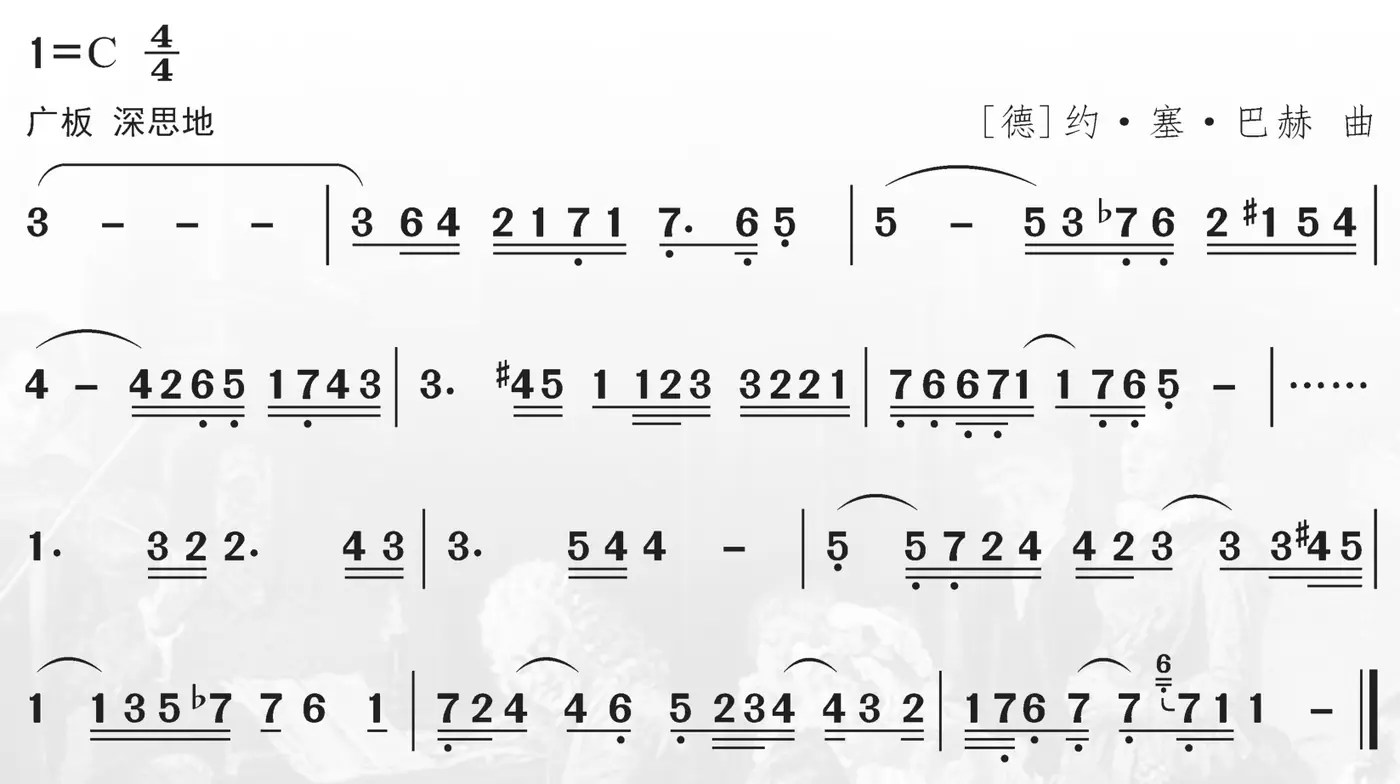 1=C 4/4
广板 深思地
[德]约·塞·巴赫 曲
3 – – – | 3 6 4 2 1 7 1 7. 6 5 | 5 – 5 3 ♭7 6 2 ♯1 5 4 |
4 – 4 2 6 5 1 7 4 3 | 3. ♯4 5 1 1 2 3 3 2 2 1 | 7 6 6 7 1 1 7 6 5 – | ······
1. 3 2 2. 4 3 | 3. 5 4 4 – | 5 5 7 2 4 4 2 3 3 3 ♯4 5 |
1 1 3 5 ♭7 7 6 1 | 7 2 4 4 6 5 2 3 4 4 3 2 | 1 7 6 7 7 6 7 1 1 – ‖